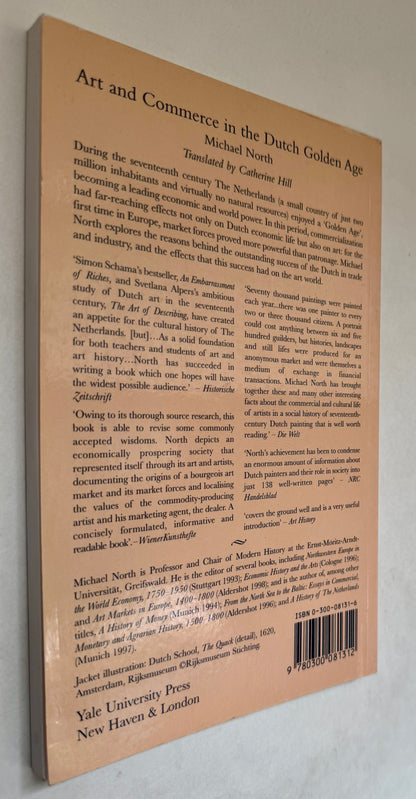 Art and Commerce in the Dutch Golden Age
Michael North
Translated by Catherine Hill
During the seventeenth century The Netherlands (a small country of just two
million inhabitants and virtually no natural resources) enjoyed a 'Golden Age',
becoming a leading economic and world power. In this period, commercialization
had far-reaching effects not only on Dutch economic life but also on art: for the
first time in Europe, market forces proved more powerful than patronage. Michael
North explores the reasons behind the outstanding success of the Dutch in trade
and industry, and the effects that this success had on the art world.
'Simon Schama's bestseller, An Embarrassment
of Riches, and Svetlana Alpers's ambitious
study of Dutch art in the seventeenth
century, The Art of Describing, have created
an appetite for the cultural history of The
Netherlands. [but]…As a solid foundation
for both teachers and students of art and
art history…North has succeeded in
writing a book which one hopes will have
the widest possible audience.' – Historische
Zeitschrift
'Owing to its thorough source research, this
book is able to revise some commonly
accepted wisdoms. North depicts an
economically prospering society that
represented itself through its art and artists,
documenting the origins of a bourgeois art
market and its market forces and localising
the values of the commodity-producing
artist and his marketing agent, the dealer. A
concisely formulated, informative and
readable book'.–WienerKunsthefte
'Seventy thousand paintings were painted
each year...there was one painter to every
two or three thousand citizens. A portrait
could cost anything between six and five
hundred guilders, but histories, landscapes
and still lifes were produced for an
anonymous market and were themselves a
medium of exchange in financial
transactions. Michael North has brought
together these and many other interesting
facts about the commercial and cultural life
of artists in a social history of seventeenth-
century Dutch painting that is well worth
reading.' – Die Welt
'North's achievement has been to condense
an enormous amount of information about
Dutch painters and their role in society into
just 138 well-written pages' – NRC
Handelsblad
'covers the ground well and is a very useful
introduction' – Art History
Michael North is Professor and Chair of Modern History at the Ernst-Moritz-Arndt-
Universität, Greifswald. He is the editor of several books, including Northwestern Europe in
the World Economy, 1750–1950 (Stuttgart 1993); Economic History and the Arts (Cologne 1996);
and Art Markets in Europe, 1400–1800 (Aldershot 1998); and is the author of, among other
titles, A History of Money (Munich 1994); From the North Sea to the Baltic: Essays in Commercial,
Monetary and Agrarian History, 1500–1800 (Aldershot 1996); and A History of The Netherlands
(Munich 1997).
Jacket illustration: Dutch School, The Quack (detail), 1620,
Amsterdam, Rijksmuseum ©Rijksmuseum Stichting.
Yale University Press
New Haven & London
ISBN 0-300-08131-6
9 780300 081312